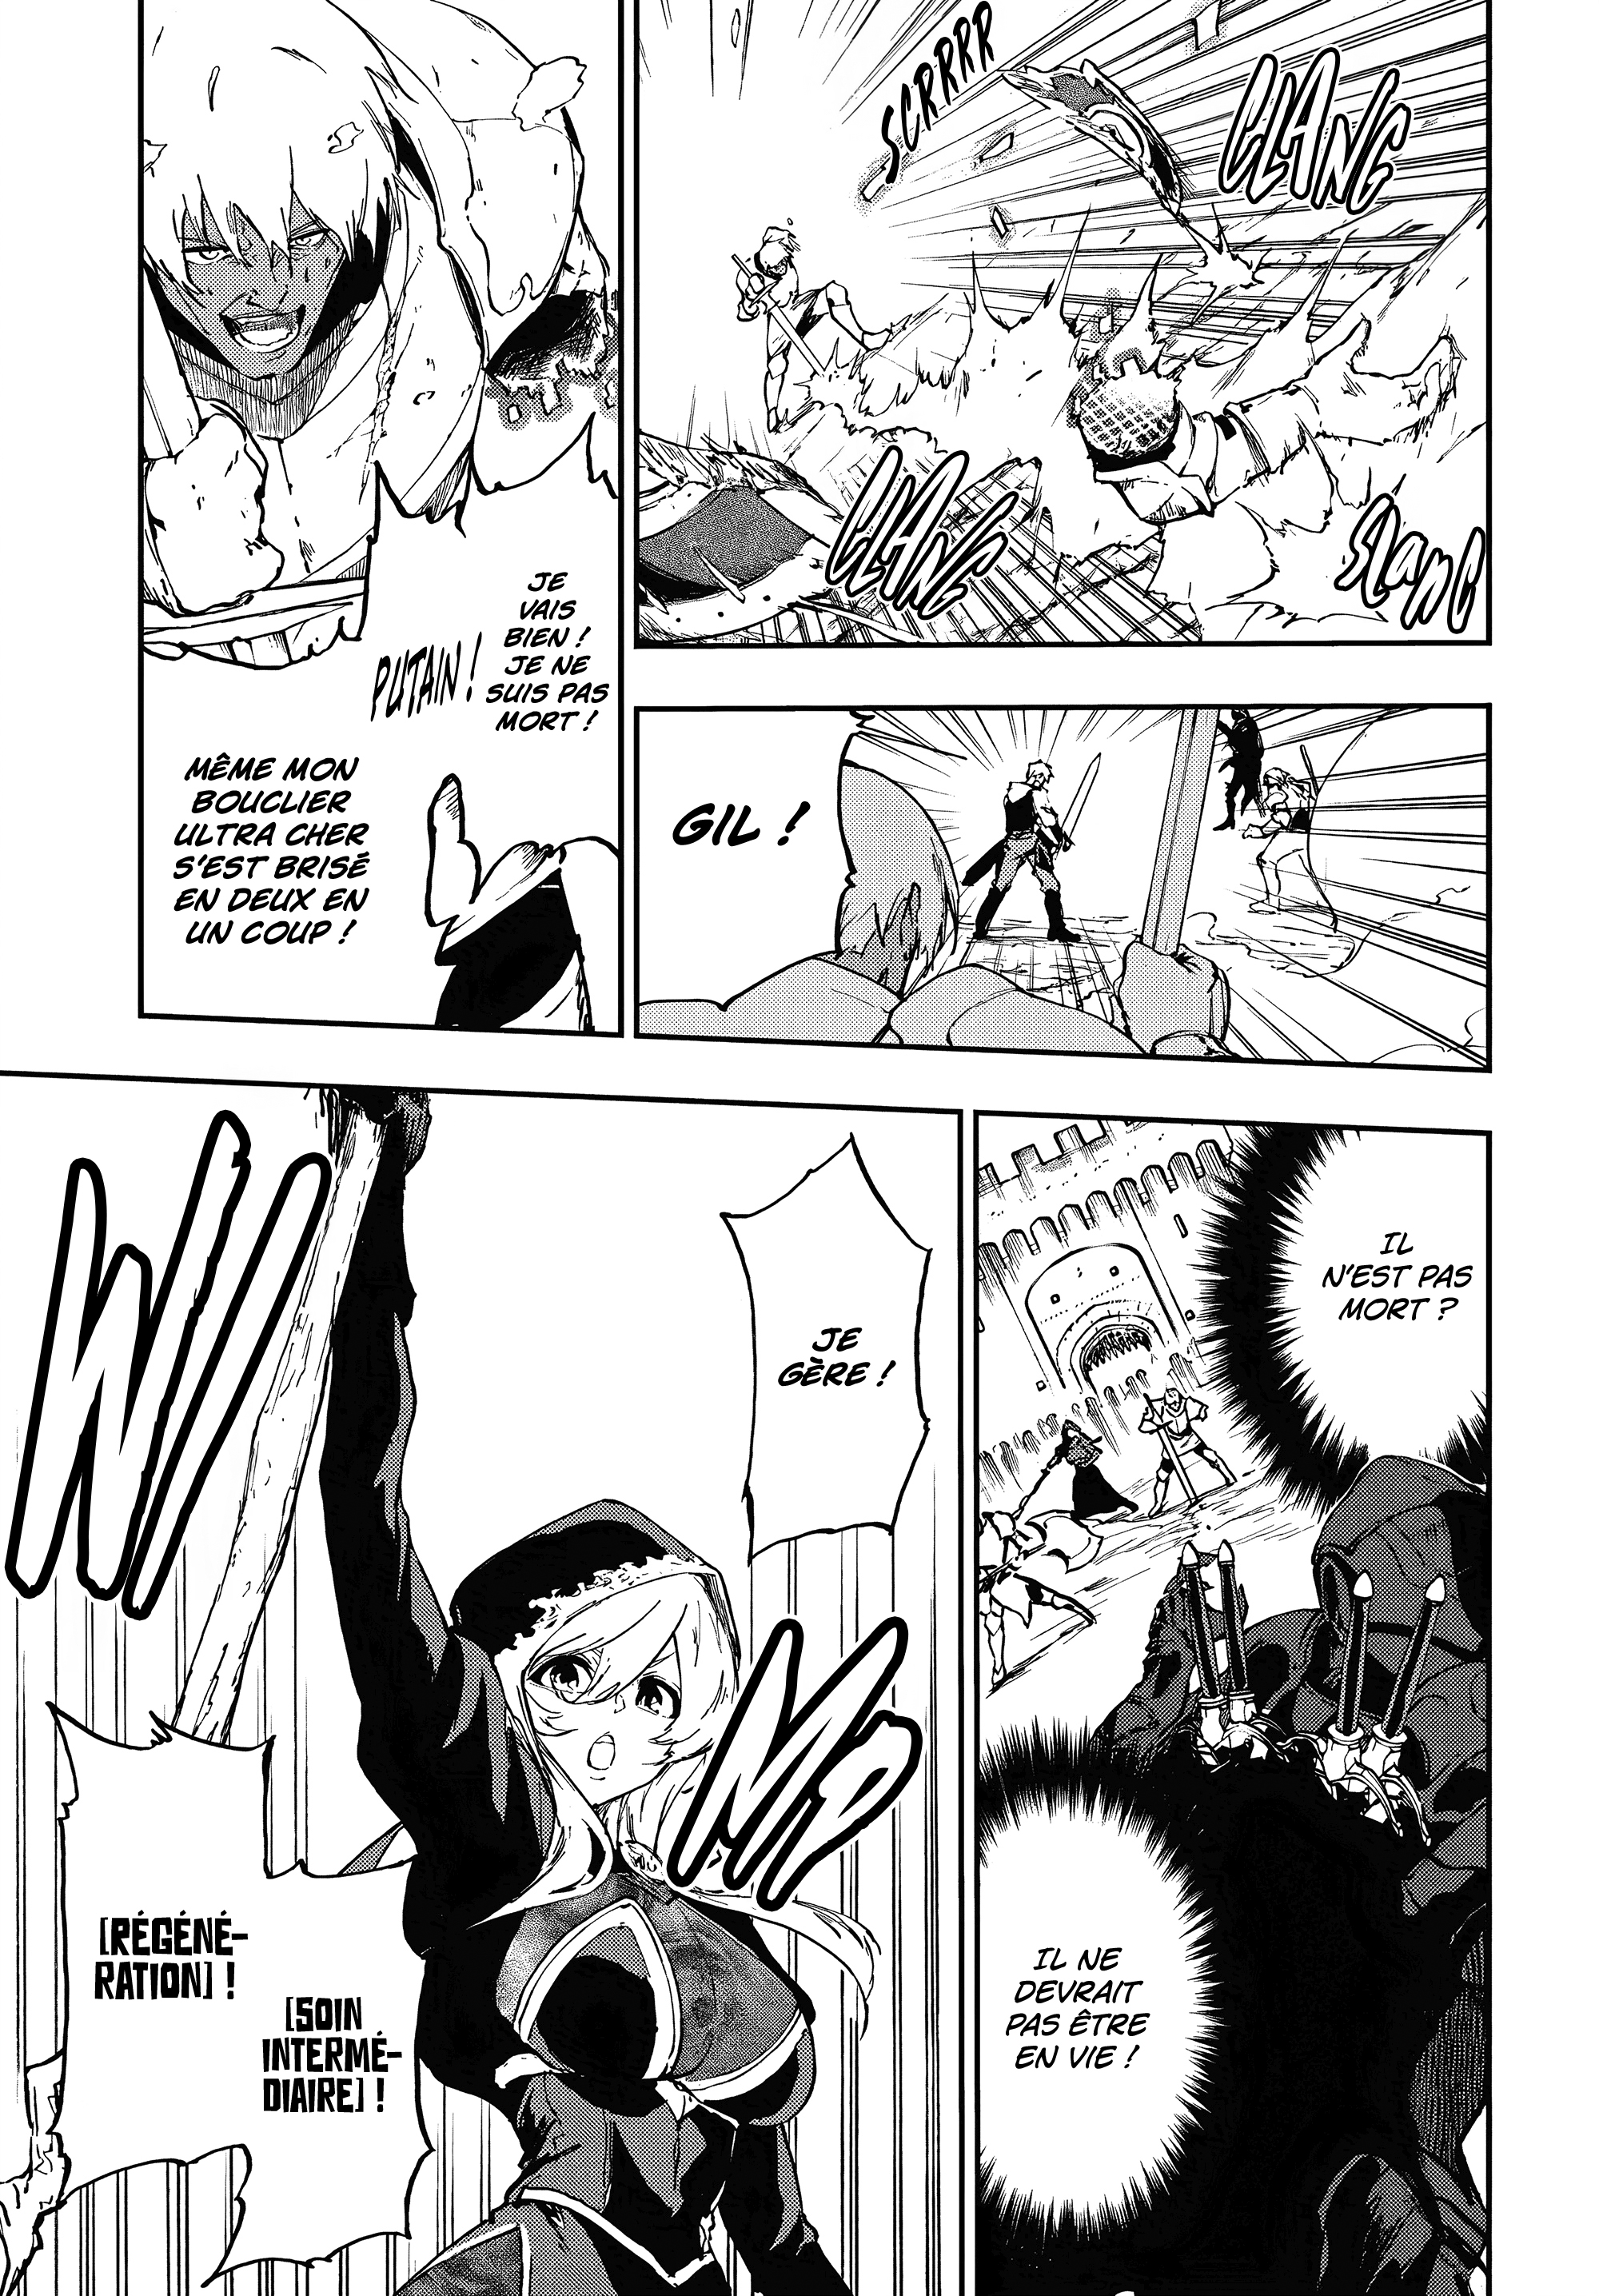 SCRRRR
CLANG
CLANG
SLANG
GIL !
JE
VAIS
BIEN !
JE NE
SUIS PAS
MORT !
PUTAIN !
MÊME MON
BOUCLIER
ULTRA CHER
S'EST BRISÉ
EN DEUX EN
UN COUP !
IL
N'EST PAS
MORT ?
IL NE
DEVRAIT
PAS ÊTRE
EN VIE !
JE
GÈRE !
[SOIN
INTERMÉ-
DIAIRE] !
[RÉGÉNÉ-
RATION] !